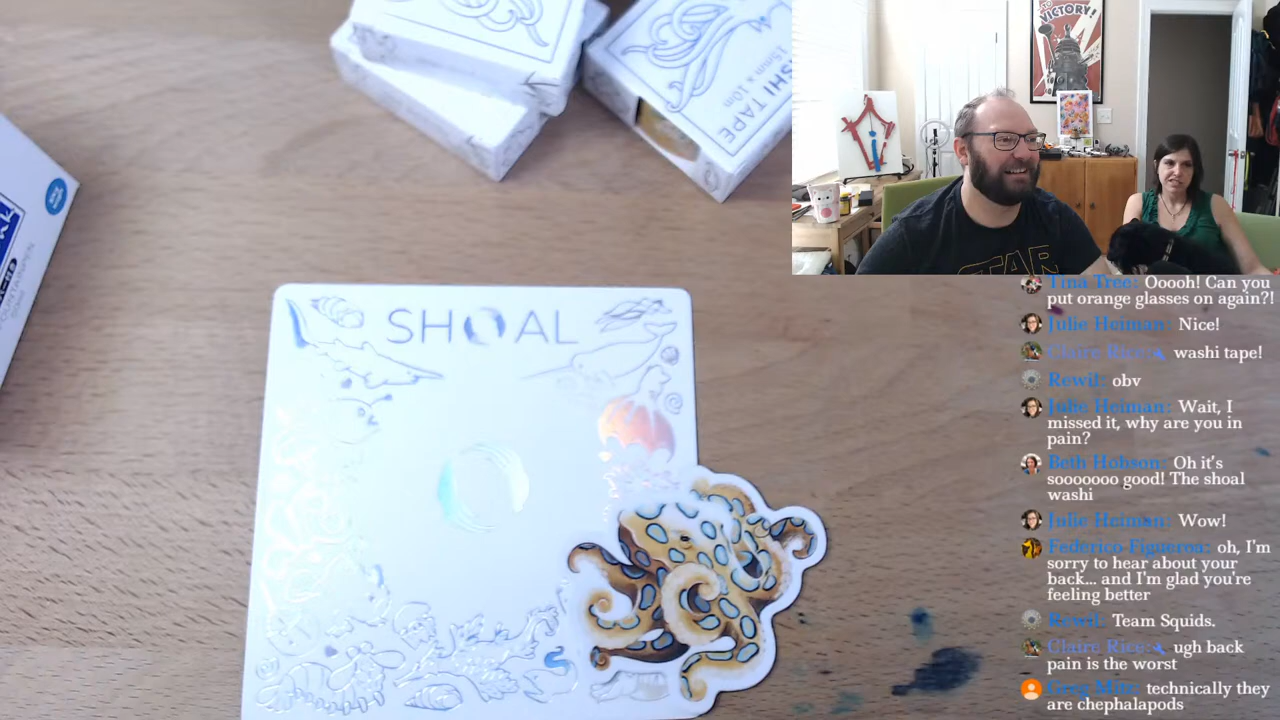 SHI TAPE
15mm x 10m
TO
VICTORY!
STAR
SHOAL
Tina Tree: Ooooh! Can you
put orange glasses on again?!
Julie Heiman: Nice!
Claire Rice: washi tape!
Rewil: obv
Julie Heiman: Wait, I
missed it, why are you in
pain?
Beth Hobson: Oh it's
sooooooo good! The shoal
washi
Julie Heiman: Wow!
Federico Figueroa: oh, I'm
sorry to hear about your
back... and I'm glad you're
feeling better
Rewil: Team Squids.
Claire Rice: ugh back
pain is the worst
technically they
are chephalapods